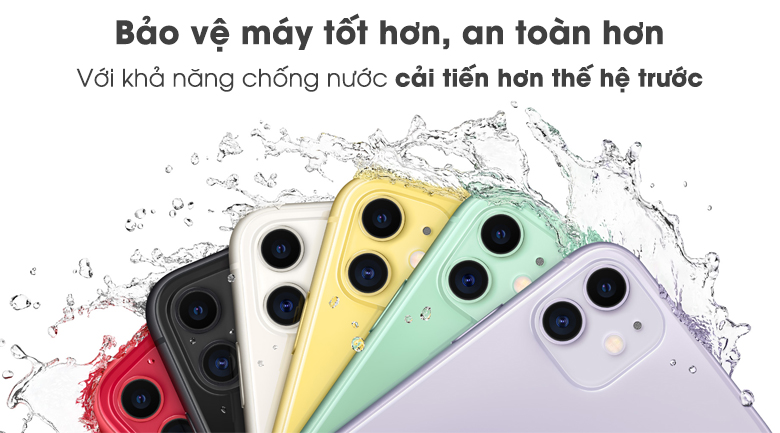 Bảo vệ máy tốt hơn, an toàn hơn
Với khả năng chống nước cải tiến hơn thế hệ trước